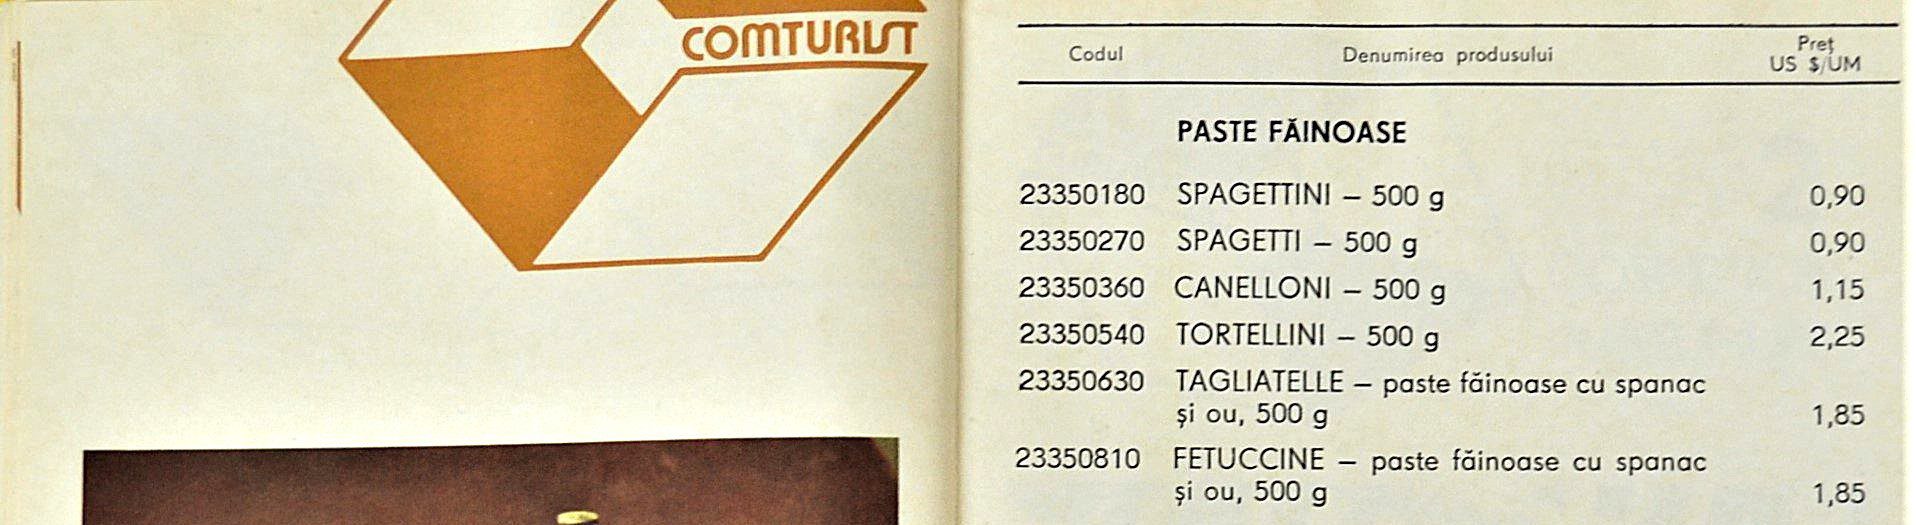 COMTURIST
Codul Denumirea produsului Preț
US $/UM
PASTE FĂINOASE
23350180 SPAGETTINI – 500 g 0,90
23350270 SPAGETTI – 500 g 0,90
23350360 CANELLONI – 500 g 1,15
23350540 TORTELLINI – 500 g 2,25
23350630 TAGLIATELLE – paste făinoase cu spanac
și ou, 500 g 1,85
23350810 FETUCCINE – paste făinoase cu spanac
și ou, 500 g 1,85